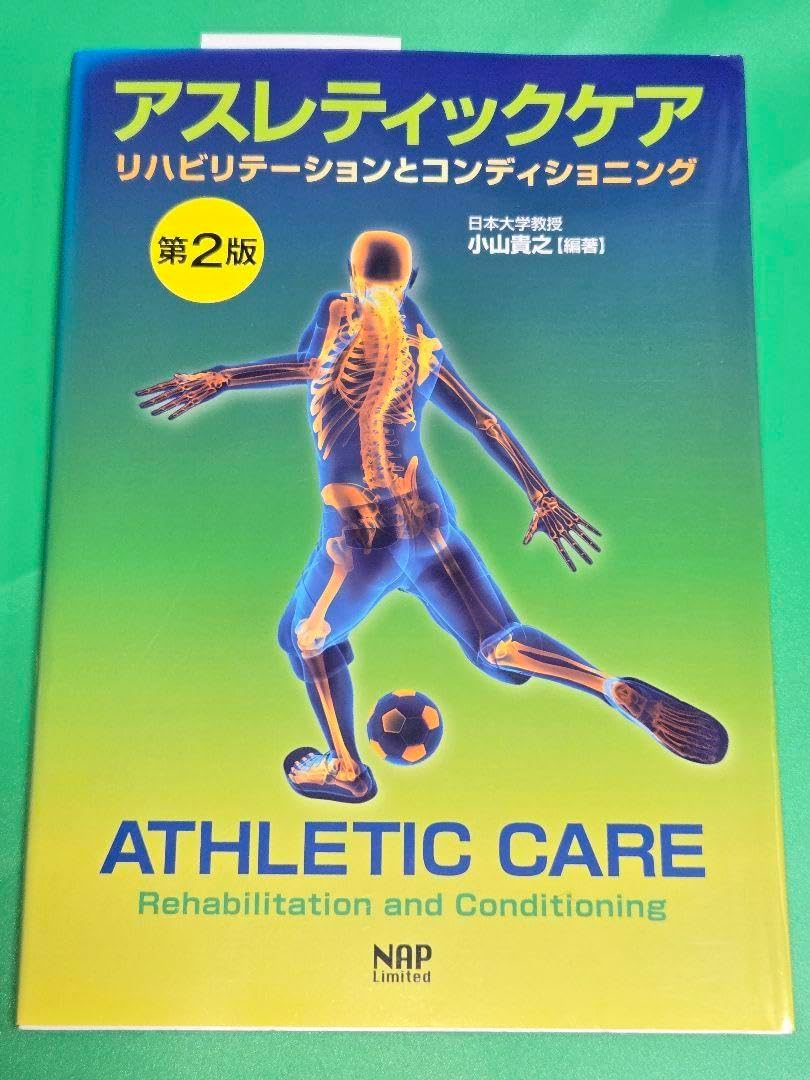 アスレティックケア
リハビリテーションとコンディショニング
第2版
日本大学教授
小山貴之【編著】
ATHLETIC CARE
Rehabilitation and Conditioning
NAP
Limited